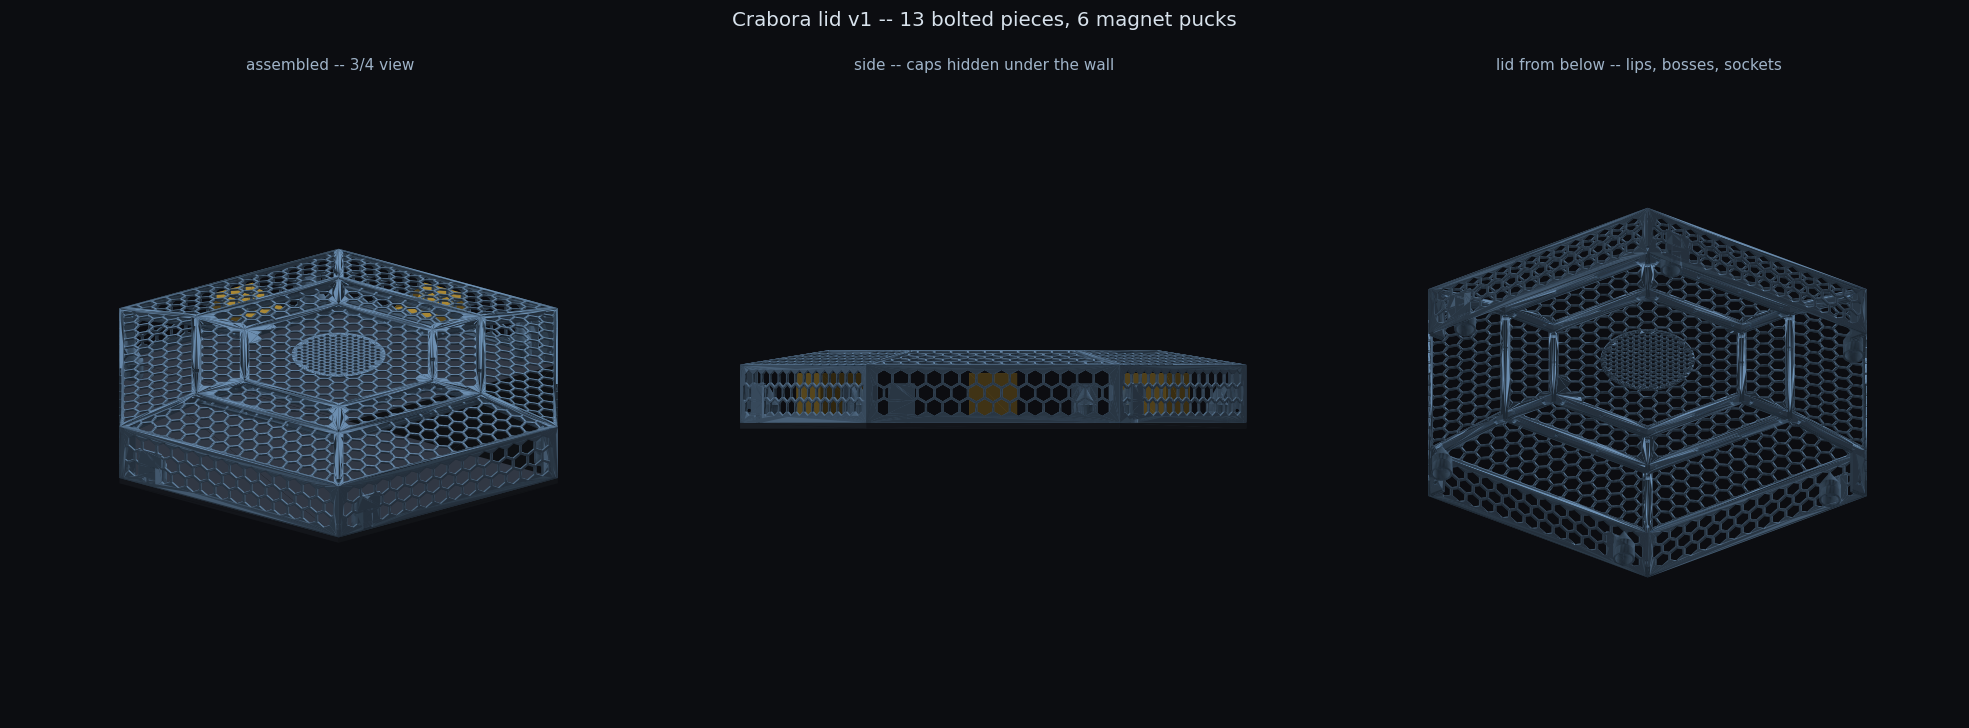 Crabora lid v1 -- 13 bolted pieces, 6 magnet pucks
assembled -- 3/4 view
side -- caps hidden under the wall
lid from below -- lips, bosses, sockets